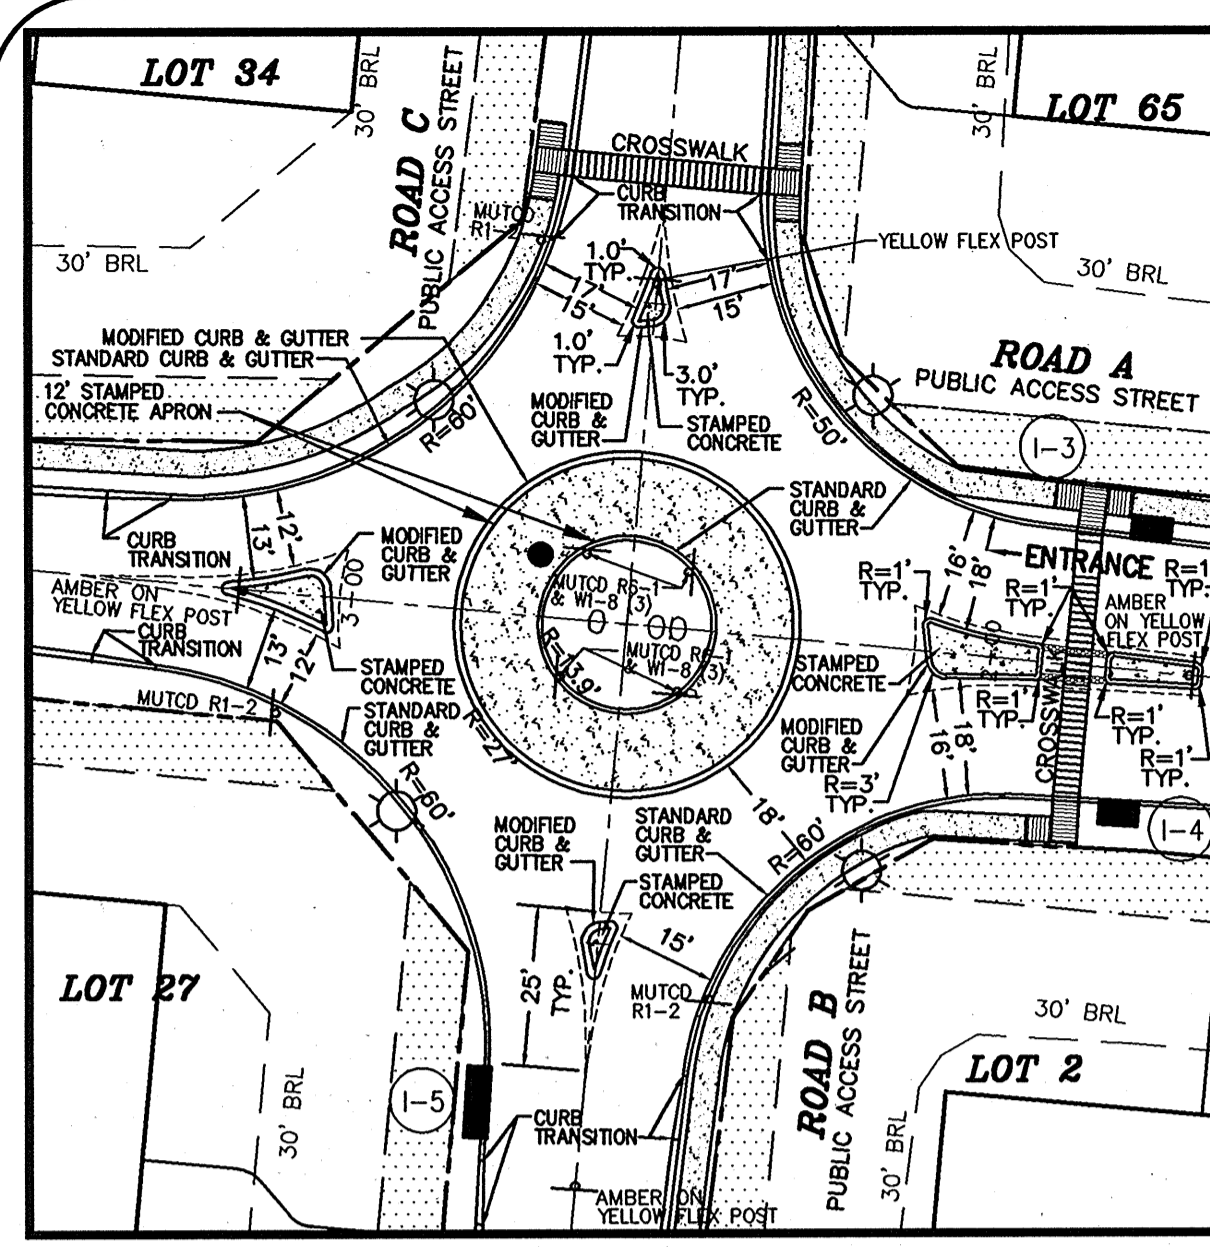 LOT 34
30' BRL
ROAD C
PUBLIC ACCESS STREET
30' BRL
LOT 65
30' BRL
30' BRL
CROSSWALK
CURB
TRANSITION
MUTCD
R1-2
YELLOW FLEX POST
1.0'
TYP.
17'
15'
17'
15'
1.0'
TYP.
3.0'
TYP.
MODIFIED CURB & GUTTER
STANDARD CURB & GUTTER
12' STAMPED
CONCRETE APRON
R=60'
MODIFIED
CURB &
GUTTER
STAMPED
CONCRETE
R=50'
ROAD A
PUBLIC ACCESS STREET
I-3
STANDARD
CURB &
GUTTER
CURB
TRANSITION
12'
13'
MODIFIED
CURB &
GUTTER
AMBER ON
YELLOW FLEX POST
CURB
TRANSITION
13'
12'
STAMPED
CONCRETE
MUTCD R1-2
STANDARD
CURB &
GUTTER
MUTCD R6-1
& W1-8 (3)
0 00
MUTCD R6-1
& W1-8 (3)
R=13.9'
R=27'
ENTRANCE
16'
18'
R=1'
TYP.
R=1'
TYP.
R=1'
TYP.
AMBER
ON YELLOW
FLEX POST
STAMPED
CONCRETE
R=1'
TYP.
CROSSWALK
R=1'
TYP.
R=1'
TYP.
MODIFIED
CURB &
GUTTER
R=3'
TYP.
16'
18'
18'
R=60'
I-4
R=60'
MODIFIED
CURB &
GUTTER
STANDARD
CURB &
GUTTER
STAMPED
CONCRETE
15'
25'
TYP.
MUTCD
R1-2
LOT 27
30' BRL
I-5
CURB
TRANSITION
AMBER ON
YELLOW FLEX POST
ROAD B
PUBLIC ACCESS STREET
30' BRL
LOT 2
30' BRL